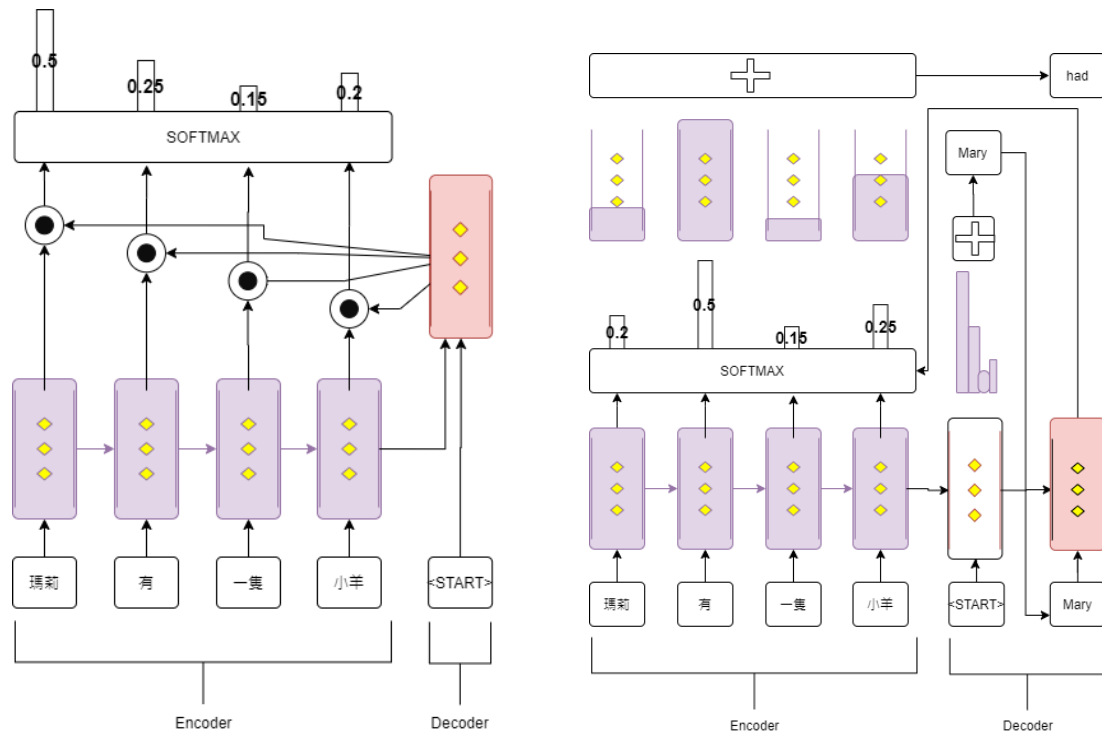 0.5
0.25
0.15
0.2
SOFTMAX
瑪莉
有
一隻
小羊
<START>
Encoder
Decoder
had
Mary
0.2
0.5
0.15
0.25
SOFTMAX
瑪莉
有
一隻
小羊
<START>
Mary
Encoder
Decoder